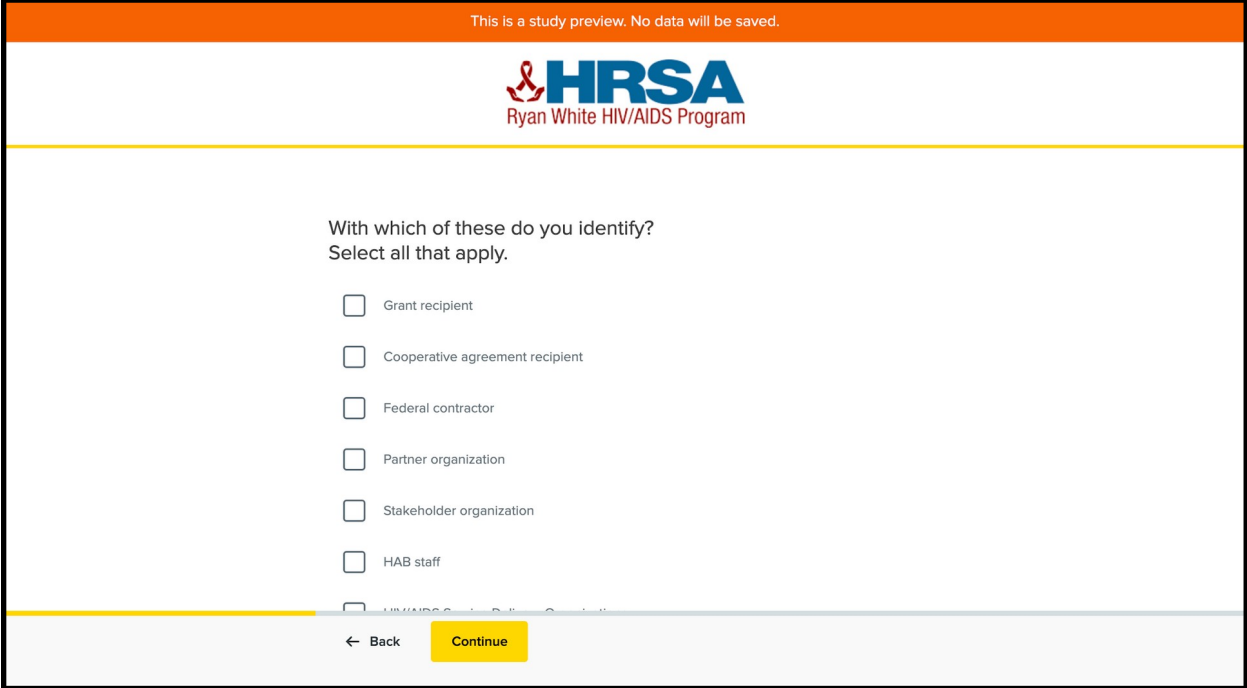 This is a study preview. No data will be saved.
HRSA
Ryan White HIV/AIDS Program
With which of these do you identify?
Select all that apply.
Grant recipient
Cooperative agreement recipient
Federal contractor
Partner organization
Stakeholder organization
HAB staff
← Back
Continue